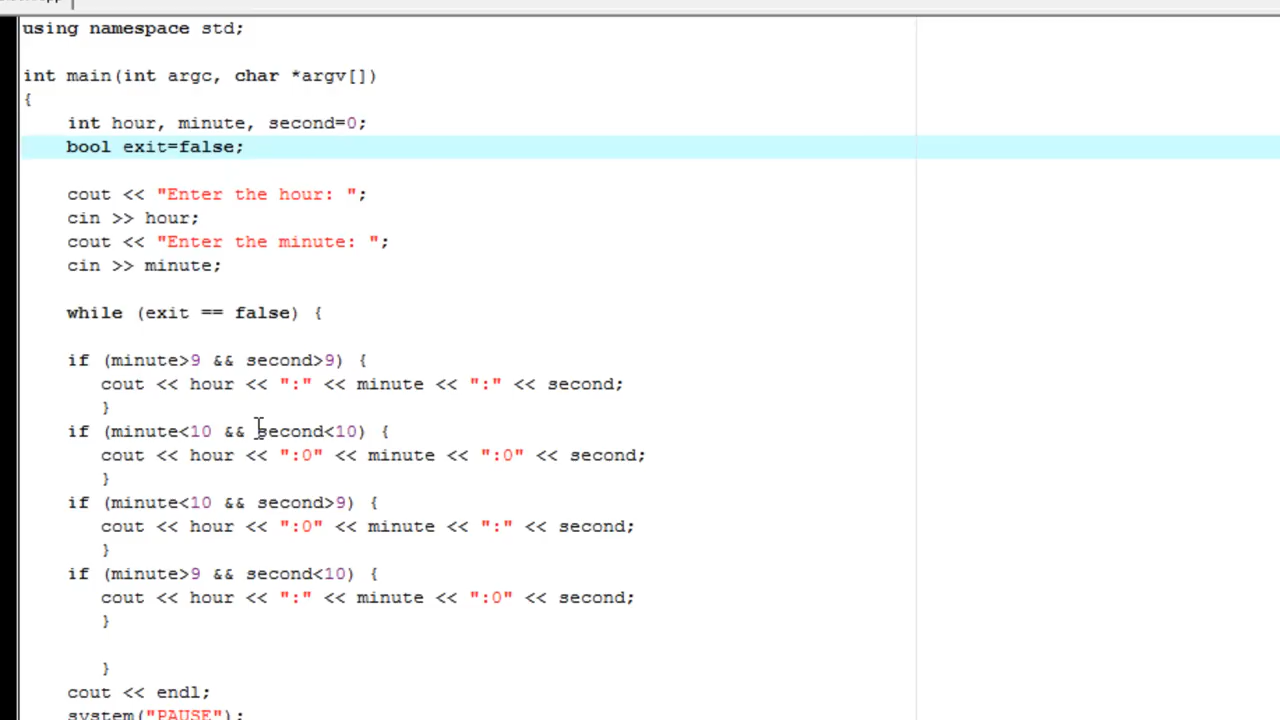 using namespace std;
int main(int argc, char *argv[])
{
int hour, minute, second=0;
bool exit=false;
cout << "Enter the hour: ";
cin >> hour;
cout << "Enter the minute: ";
cin >> minute;
while (exit == false) {
if (minute>9 && second>9) {
cout << hour << ":" << minute << ":" << second;
}
if (minute<10 && second<10) {
cout << hour << ":0" << minute << ":0" << second;
}
if (minute<10 && second>9) {
cout << hour << ":0" << minute << ":" << second;
}
if (minute>9 && second<10) {
cout << hour << ":" << minute << ":0" << second;
}
}
cout << endl;
system("PAUSE");